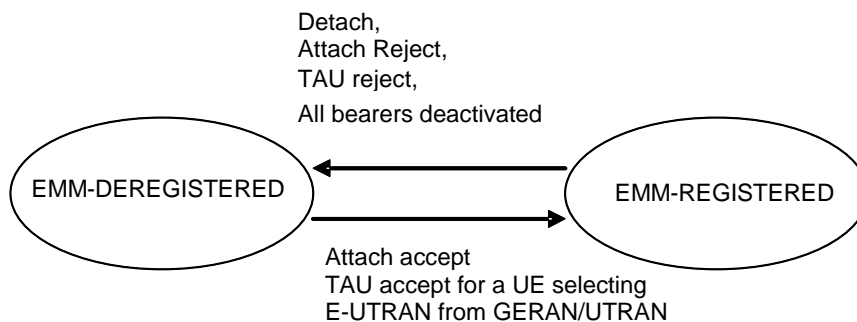 Detach,
Attach Reject,
TAU reject,
All bearers deactivated
EMM-DEREGISTERED
EMM-REGISTERED
Attach accept
TAU accept for a UE selecting
E-UTRAN from GERAN/UTRAN